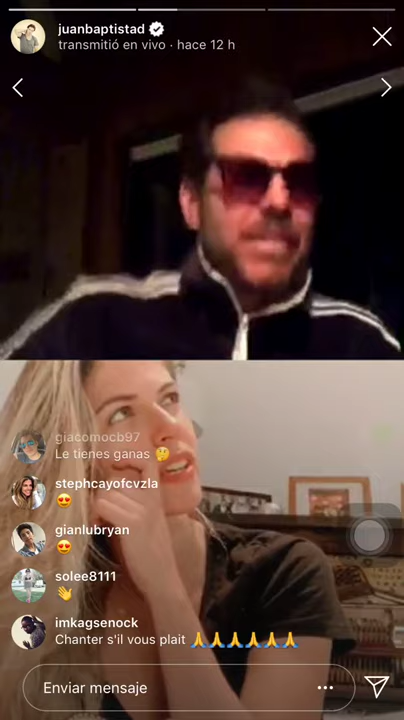 juanbaptistad
transmitió en vivo · hace 12 h
giacomocb97
Le tienes ganas 🤔
stephcayofcvzla
😍
gianlubryan
😍
solee8111
👋
imkagsenock
Chanter s'il vous plait 🙏🙏🙏🙏🙏🙏
Enviar mensaje